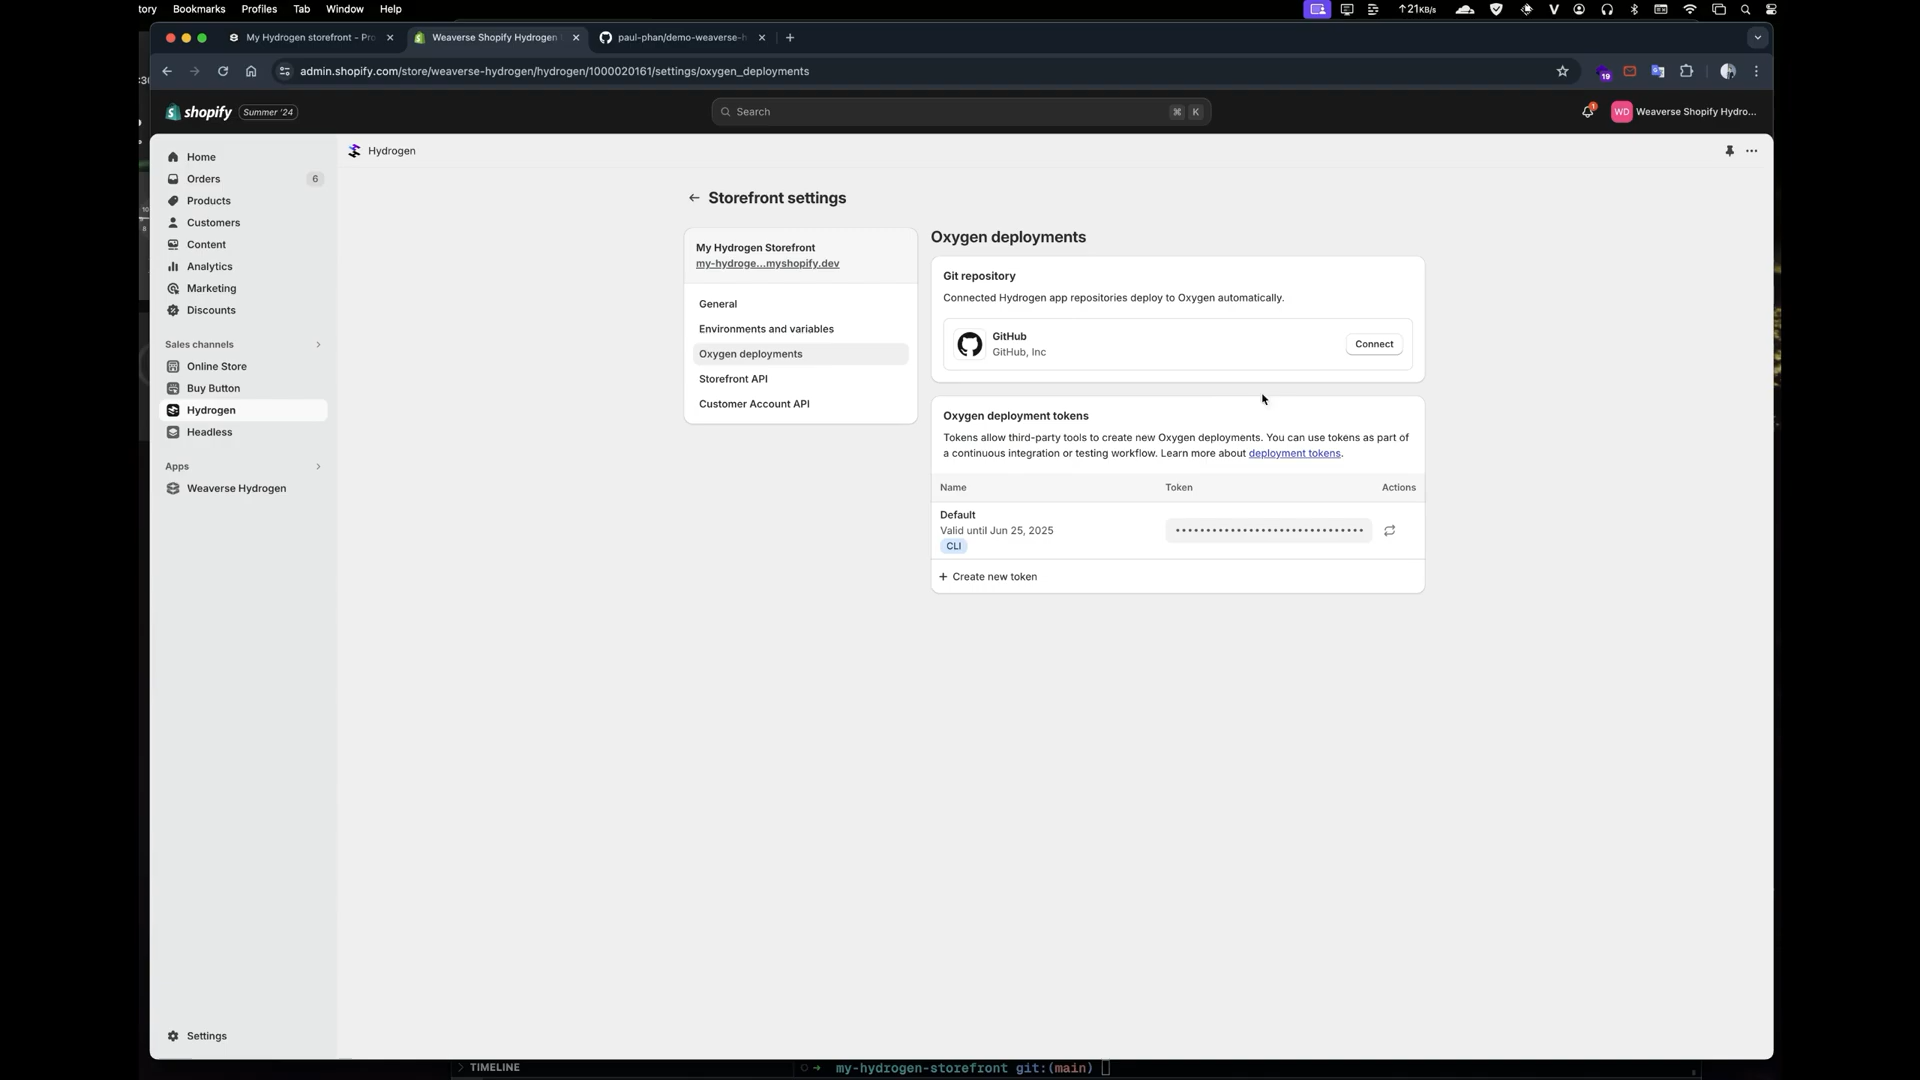 tory Bookmarks Profiles Tab Window Help
↑21KB/s
My Hydrogen storefront - Pro
Weaverse Shopify Hydrogen
paul-phan/demo-weaverse-h
admin.shopify.com/store/weaverse-hydrogen/hydrogen/1000020161/settings/oxygen_deployments
19
shopify Summer '24
Search
⌘ K
1
WD Weaverse Shopify Hydro...
Home
Orders 6
Products
Customers
Content
Analytics
Marketing
Discounts
Sales channels
Online Store
Buy Button
Hydrogen
Headless
Apps
Weaverse Hydrogen
Settings
Hydrogen
Storefront settings
My Hydrogen Storefront
my-hydroge...myshopify.dev
General
Environments and variables
Oxygen deployments
Storefront API
Customer Account API
Oxygen deployments
Git repository
Connected Hydrogen app repositories deploy to Oxygen automatically.
GitHub
GitHub, Inc
Connect
Oxygen deployment tokens
Tokens allow third-party tools to create new Oxygen deployments. You can use tokens as part of
a continuous integration or testing workflow. Learn more about deployment tokens.
Name Token Actions
Default
Valid until Jun 25, 2025
CLI
••••••••••••••••••••••••••••••••
+ Create new token
TIMELINE
my-hydrogen-storefront git:(main)